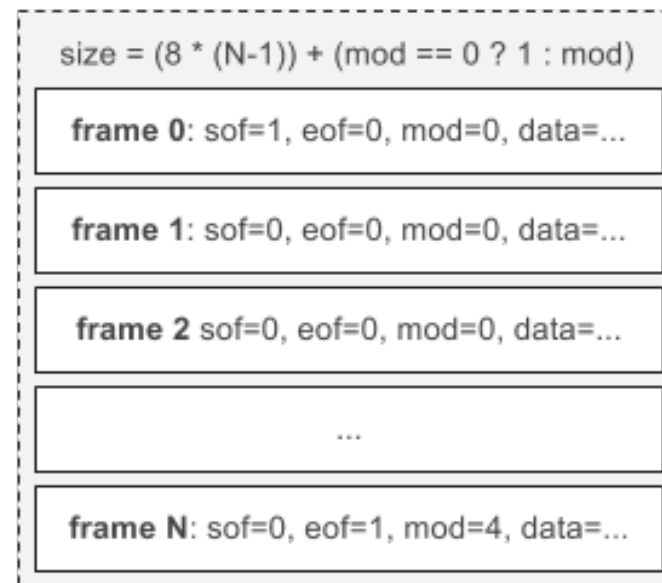 size = (8 * (N-1)) + (mod == 0 ? 1 : mod)
frame 0: sof=1, eof=0, mod=0, data=...
frame 1: sof=0, eof=0, mod=0, data=...
frame 2 sof=0, eof=0, mod=0, data=...
...
frame N: sof=0, eof=1, mod=4, data=...